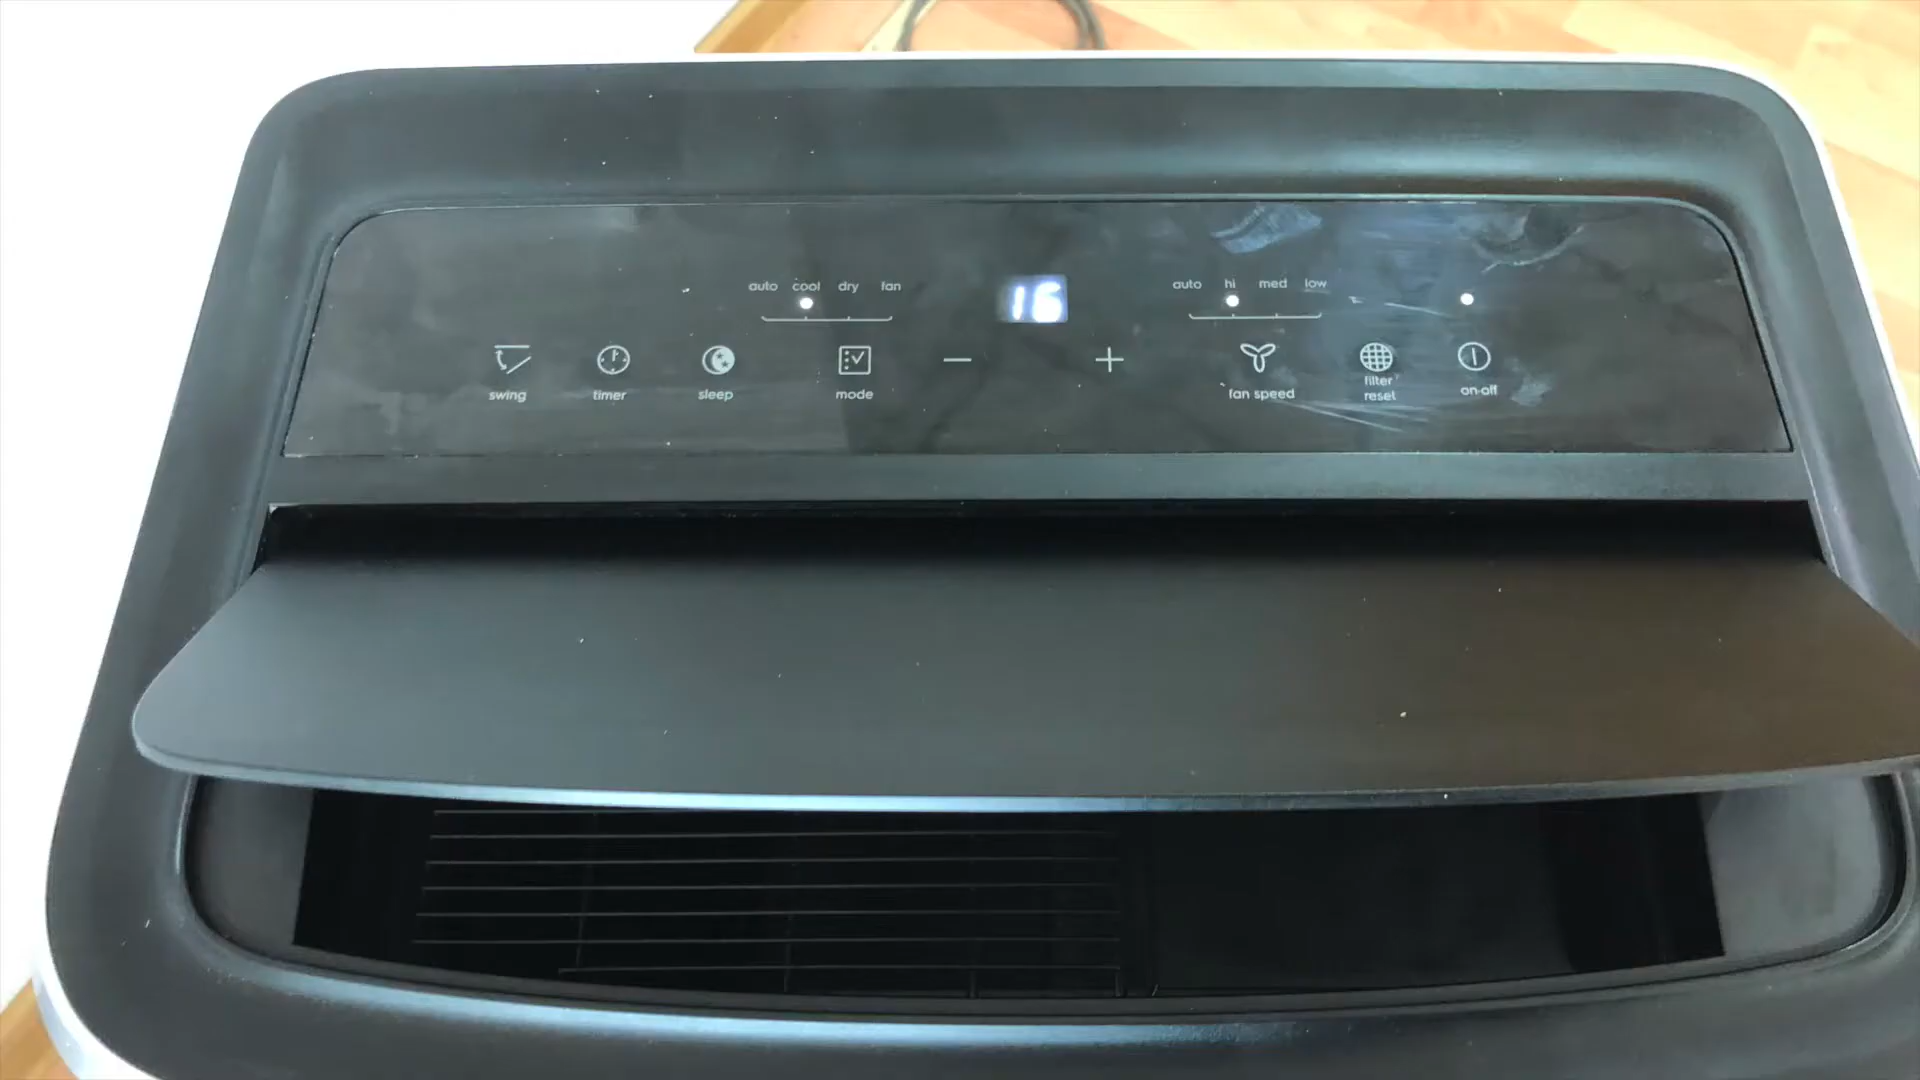 auto cool dry fan
16
auto hi med low
swing
timer
sleep
mode
fan speed
filter
reset
on-off